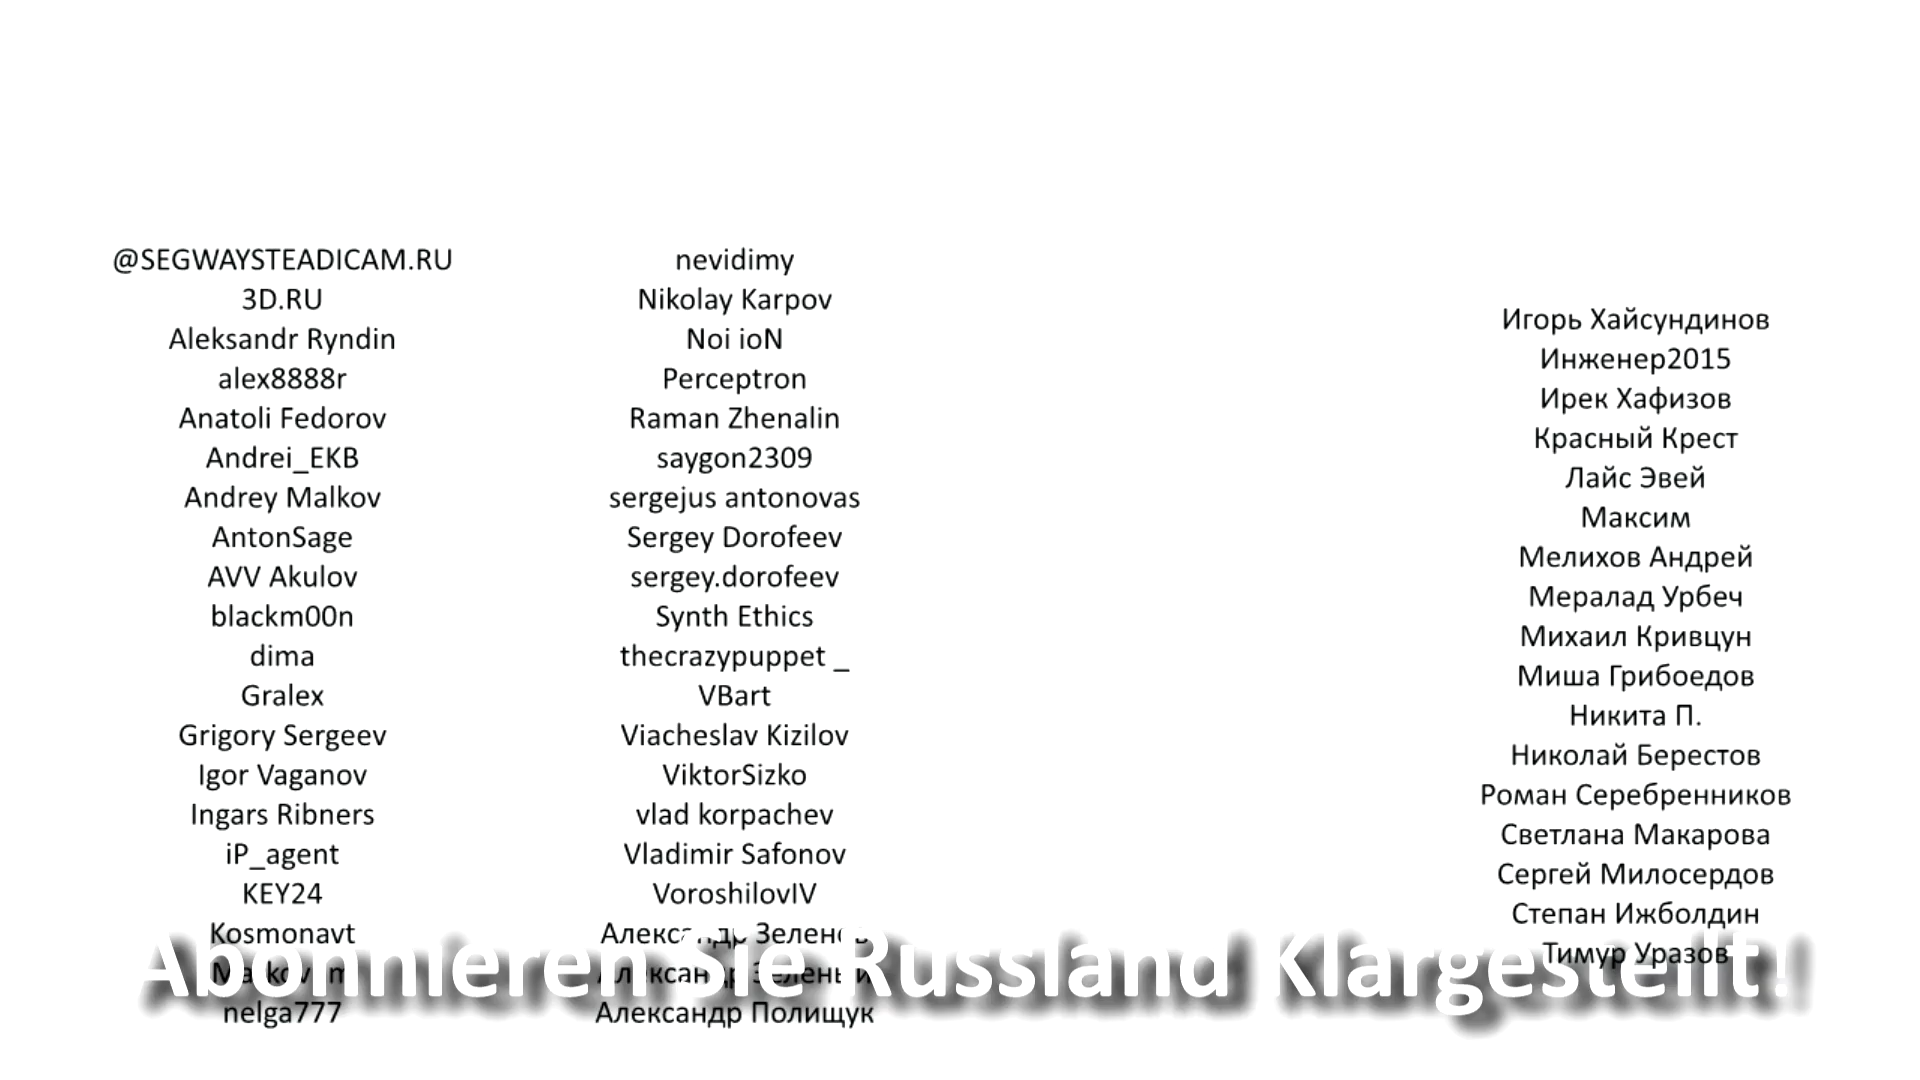 @SEGWAYSTEADICAM.RU
3D.RU
Aleksandr Ryndin
alex8888r
Anatoli Fedorov
Andrei_EKB
Andrey Malkov
AntonSage
AVV Akulov
blackm00n
dima
Gralex
Grigory Sergeev
Igor Vaganov
Ingars Ribners
iP_agent
KEY24
Kosmonavt
nelga777
nevidimy
Nikolay Karpov
Noi ioN
Perceptron
Raman Zhenalin
saygon2309
sergejus antonovas
Sergey Dorofeev
sergey.dorofeev
Synth Ethics
thecrazypuppet _
VBart
Viacheslav Kizilov
ViktorSizko
vlad korpachev
Vladimir Safonov
VoroshilovIV
Александр
Александр
Александр Полищук
Игорь Хайсундинов
Инженер2015
Ирек Хафизов
Красный Крест
Лайс Эвей
Максим
Мелихов Андрей
Мералад Урбеч
Михаил Кривцун
Миша Грибоедов
Никита П.
Николай Берестов
Роман Серебренников
Светлана Макарова
Сергей Милосердов
Степан Ижболдин
Тимур Уразов
Abonnieren Sie Russland Klargestellt!